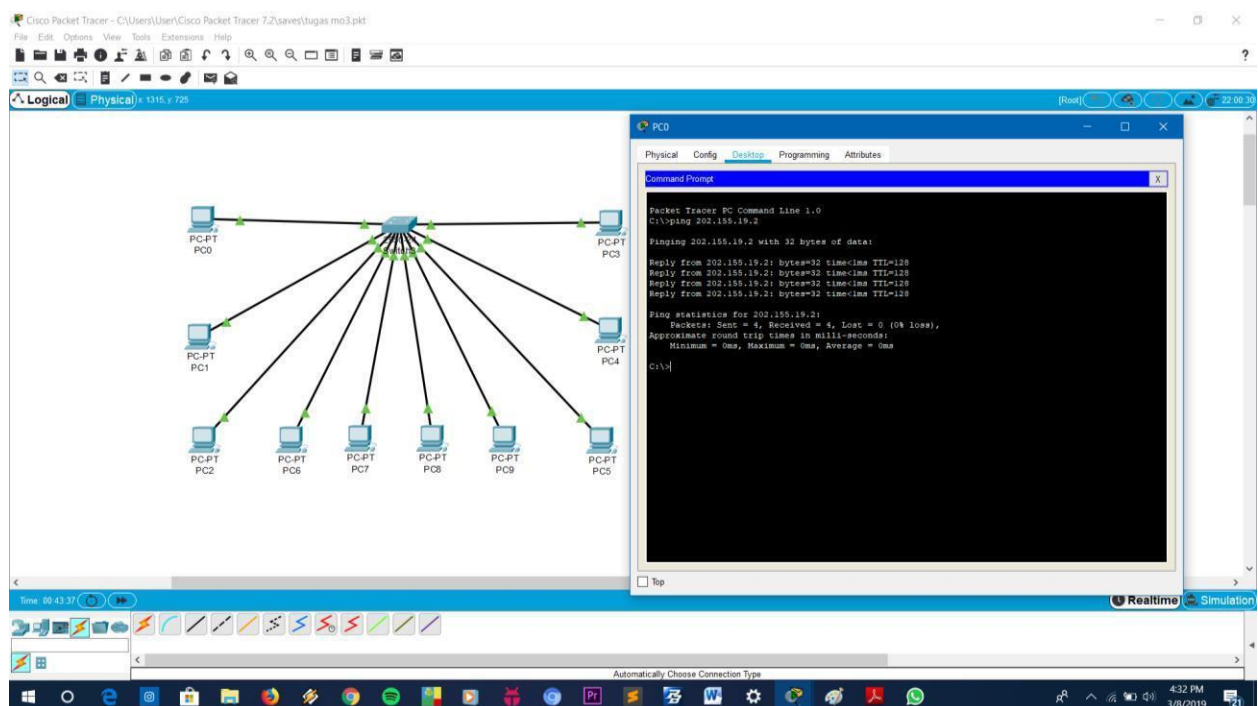 Cisco Packet Tracer - C:\Users\User\Cisco Packet Tracer 7.2\saves\tugas mo3.pkt
File Edit Options View Tools Extensions Help
?
Logical Physical x: 1315, y: 725 [Root] 22:00:30
PC0
Physical Config Desktop Programming Attributes
Command Prompt X
Packet Tracer PC Command Line 1.0
C:\>ping 202.155.19.2
Pinging 202.155.19.2 with 32 bytes of data:
Reply from 202.155.19.2: bytes=32 time<1ms TTL=128
Reply from 202.155.19.2: bytes=32 time<1ms TTL=128
Reply from 202.155.19.2: bytes=32 time<1ms TTL=128
Reply from 202.155.19.2: bytes=32 time<1ms TTL=128
Ping statistics for 202.155.19.2:
Packets: Sent = 4, Received = 4, Lost = 0 (0% loss),
Approximate round trip times in milli-seconds:
Minimum = 0ms, Maximum = 0ms, Average = 0ms
C:\>
Top
PC-PT
PC0
PC-PT
PC3
PC-PT
PC1
PC-PT
PC4
PC-PT
PC2
PC-PT
PC6
PC-PT
PC7
PC-PT
PC8
PC-PT
PC9
PC-PT
PC5
Time: 00:43:37 Realtime Simulation
Automatically Choose Connection Type
Pr W
4:32 PM
3/8/2019
21